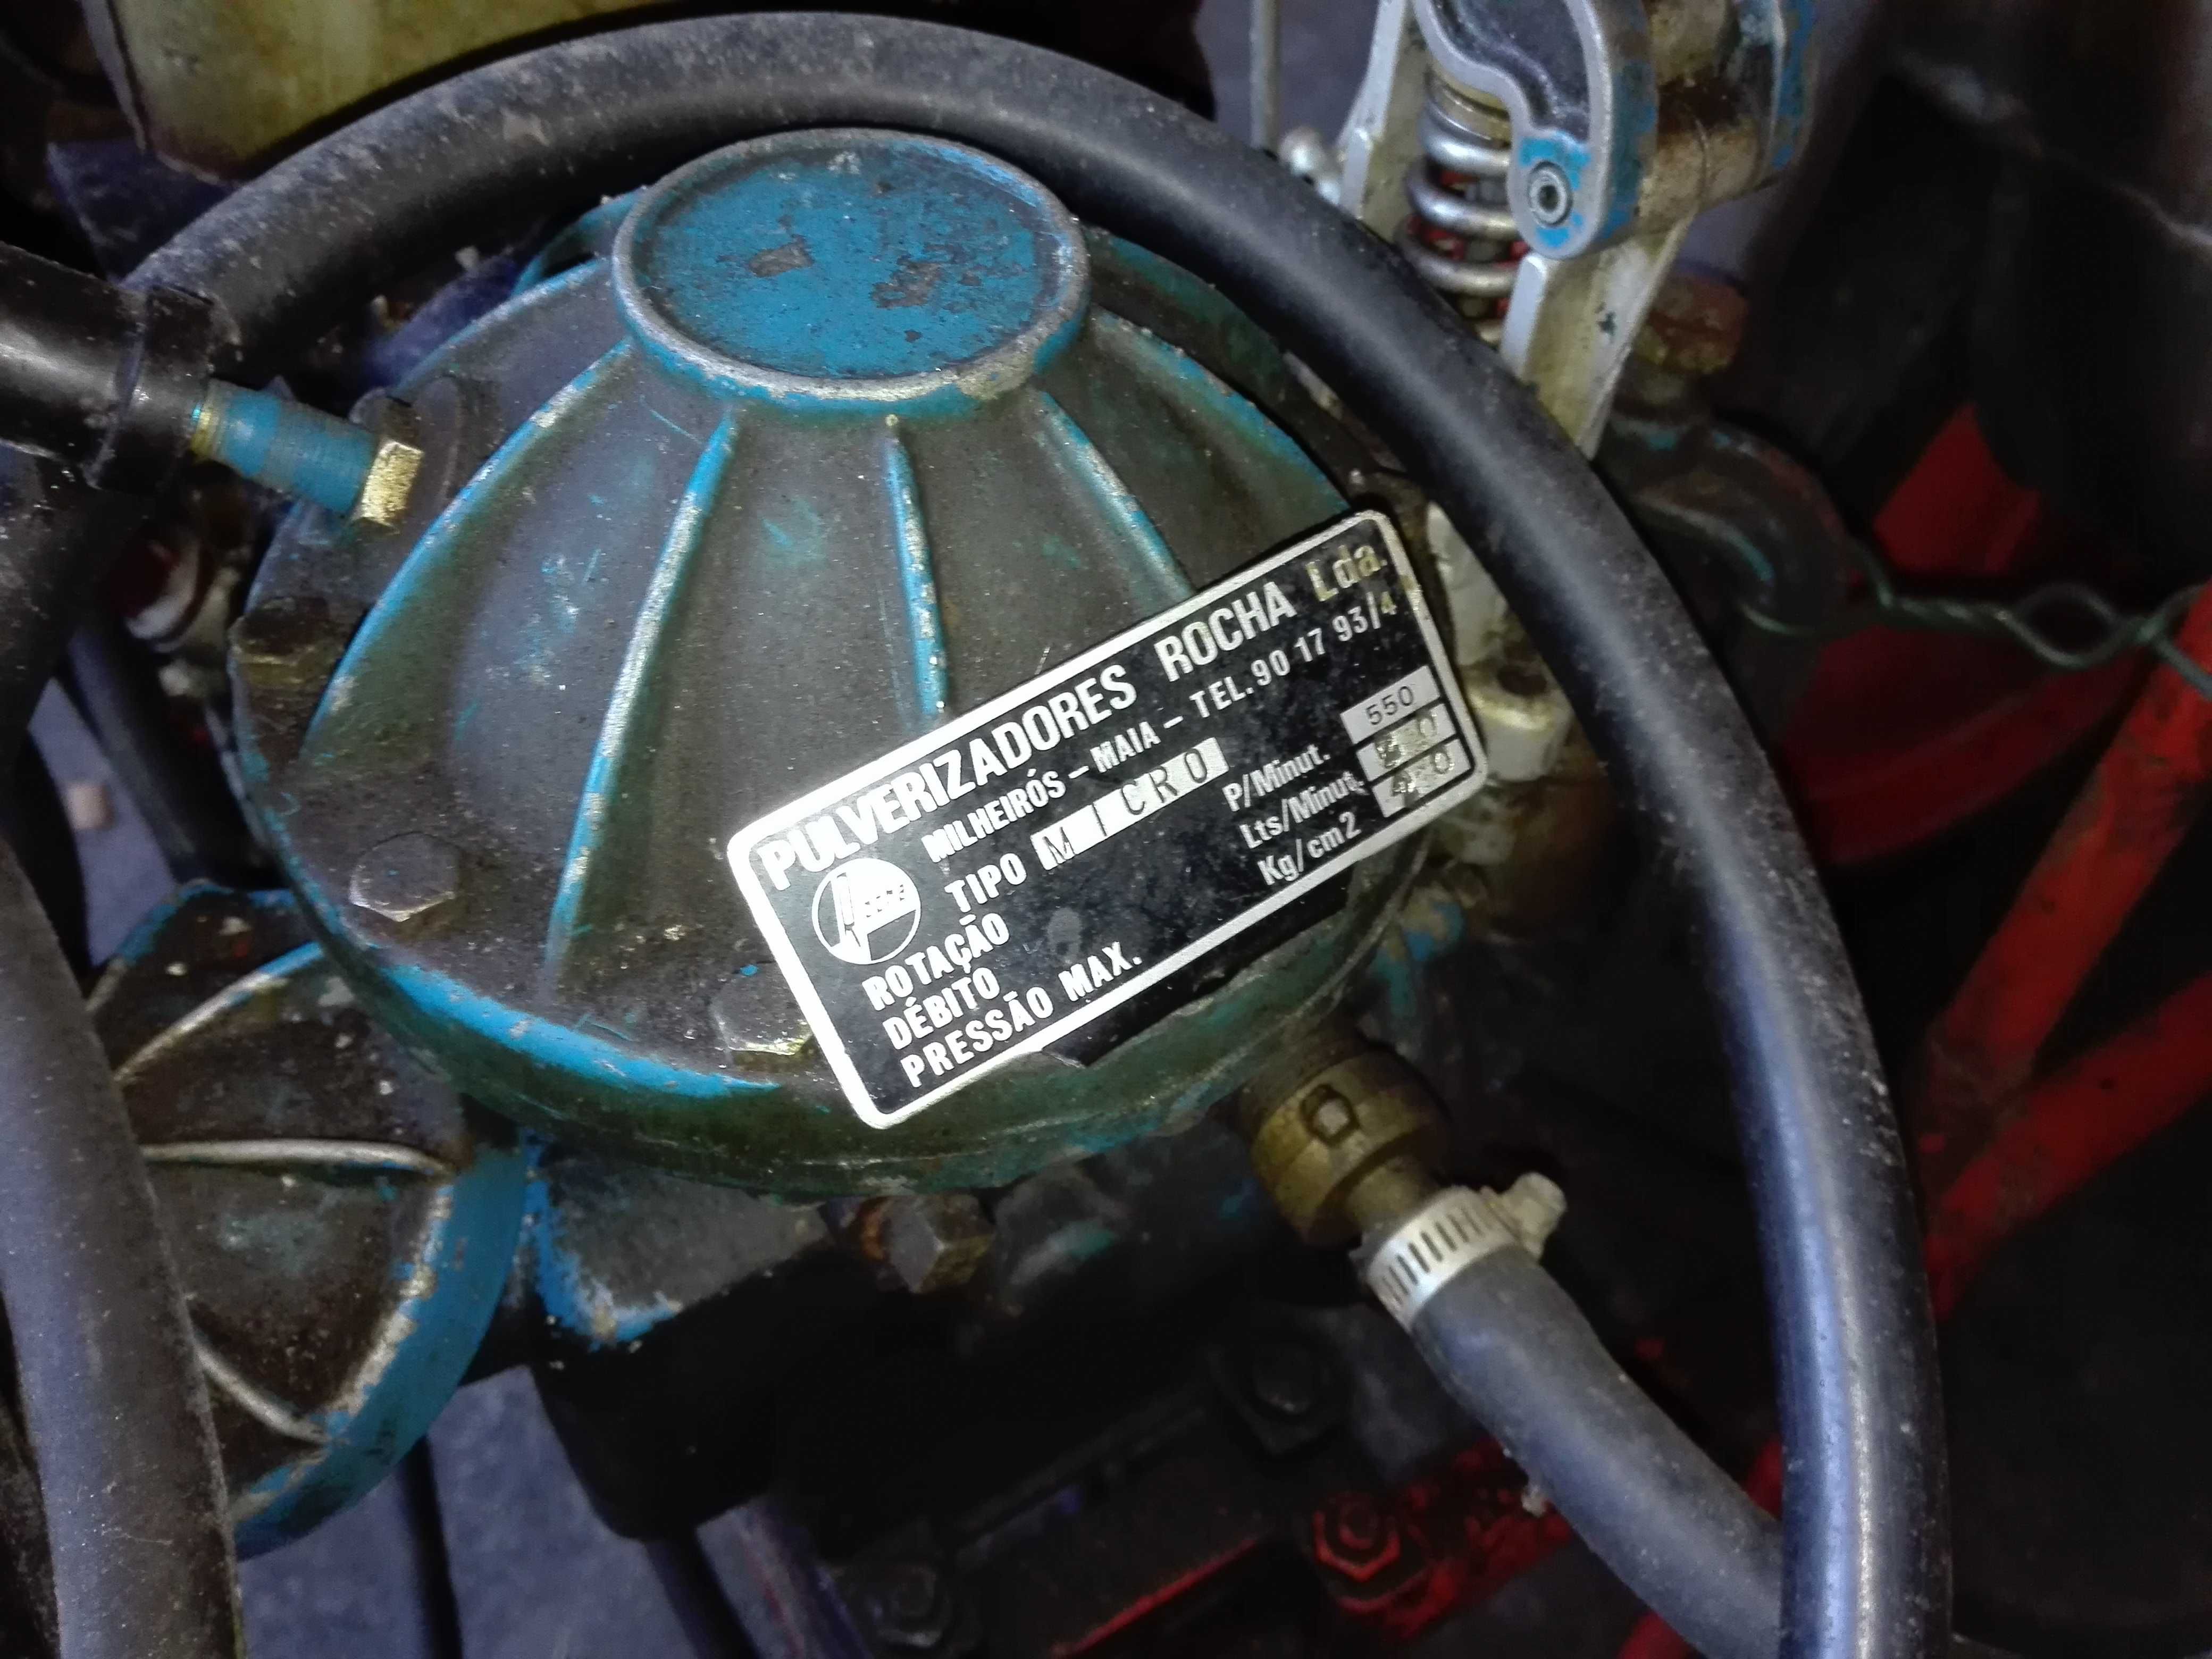 PULVERIZADORES ROCHA Lda.
MILHEIRÓS - MAIA - TEL. 90 17 93/4
TIPO MICRO
ROTAÇÃO P/Minut. 550
DÉBITO Lts/Minut.
PRESSÃO MAX. Kg/cm2